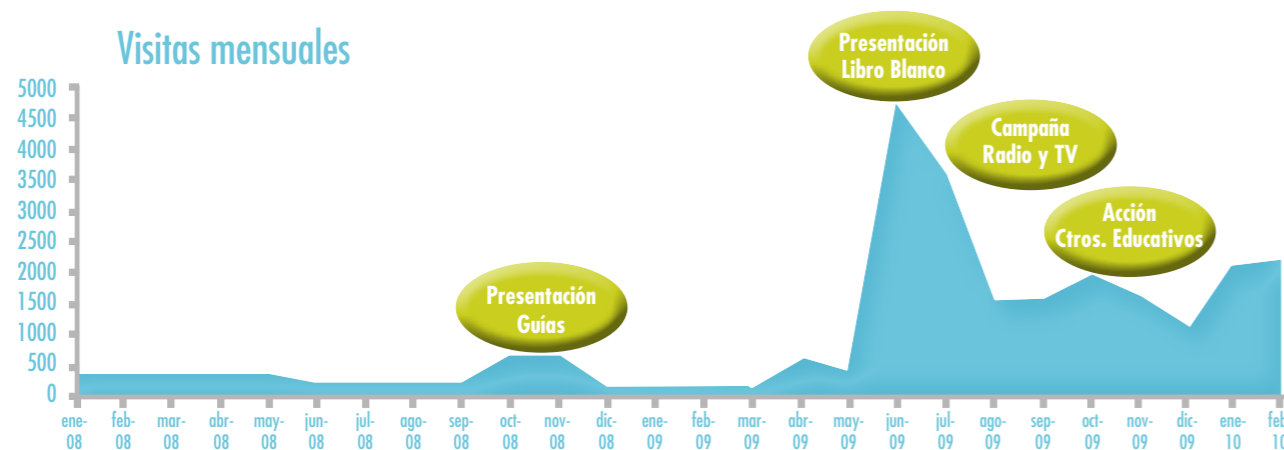 Visitas mensuales
Presentación
Libro Blanco
Campaña
Radio y TV
Acción
Ctros. Educativos
Presentación
Guías
5000
4500
4000
3500
3000
2500
2000
1500
1000
500
0
ene-08
feb-08
mar-08
abr-08
may-08
jun-08
jul-08
ago-08
sep-08
oct-08
nov-08
dic-08
ene-09
feb-09
mar-09
abr-09
may-09
jun-09
jul-09
ago-09
sep-09
oct-09
nov-09
dic-09
ene-10
feb-10